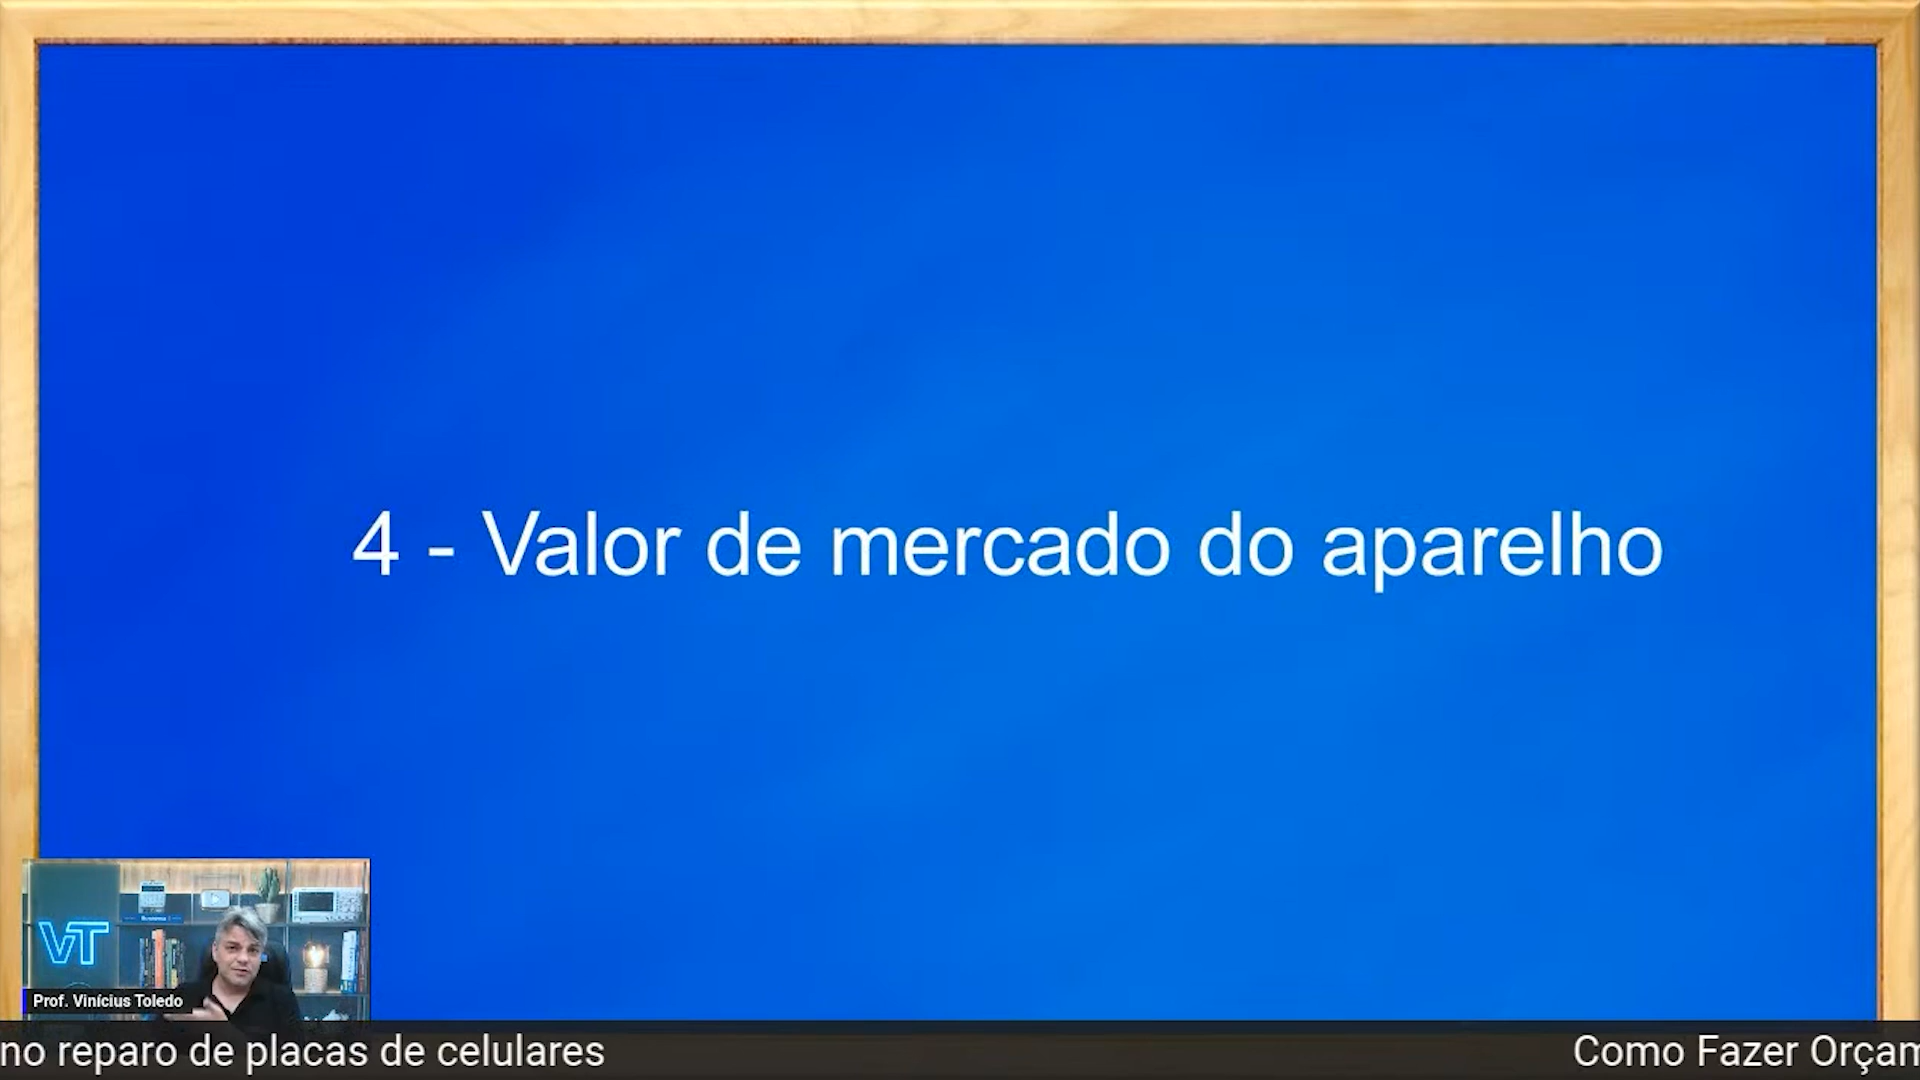 4 - Valor de mercado do aparelho
VT
Prof. Vinícius Toledo
no reparo de placas de celulares
Como Fazer Orçam